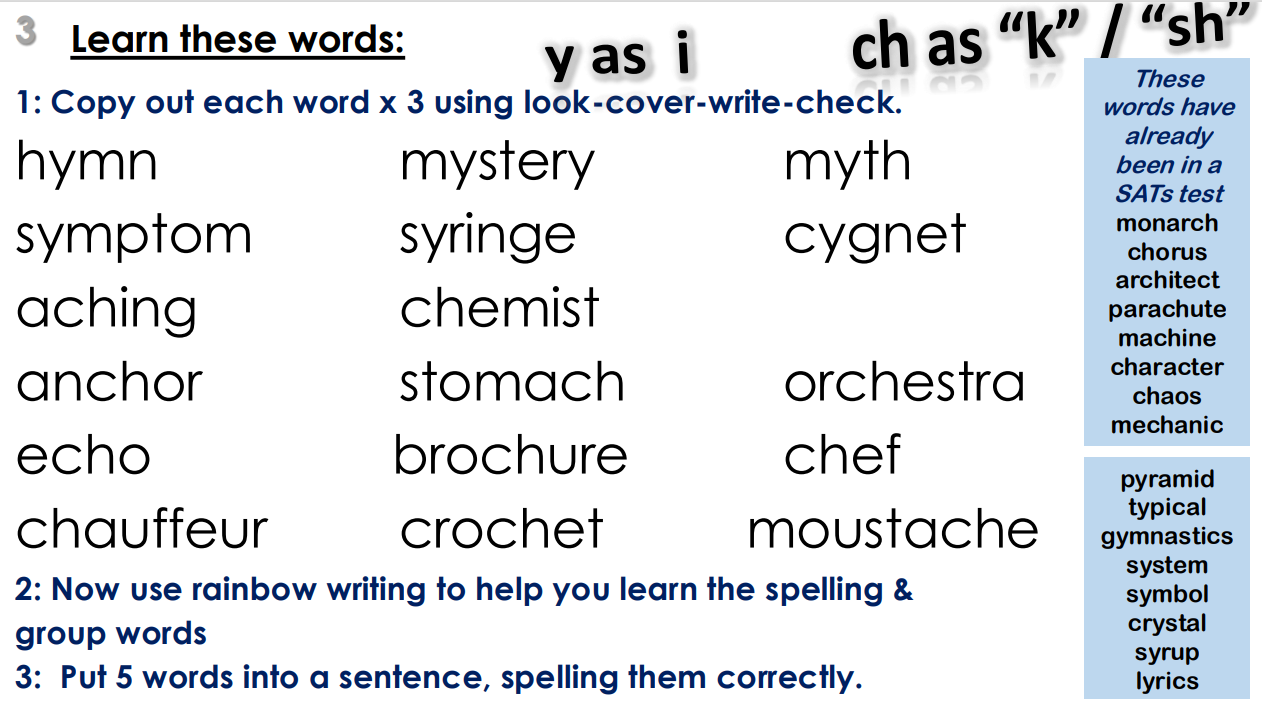 3 Learn these words: y as i ch as “k” / “sh”
1: Copy out each word x 3 using look-cover-write-check.
hymn mystery myth
symptom syringe cygnet
aching chemist
anchor stomach orchestra
echo brochure chef
chauffeur crochet moustache
2: Now use rainbow writing to help you learn the spelling &
group words
3: Put 5 words into a sentence, spelling them correctly.
These
words have
already
been in a
SATs test
monarch
chorus
architect
parachute
machine
character
chaos
mechanic
pyramid
typical
gymnastics
system
symbol
crystal
syrup
lyrics